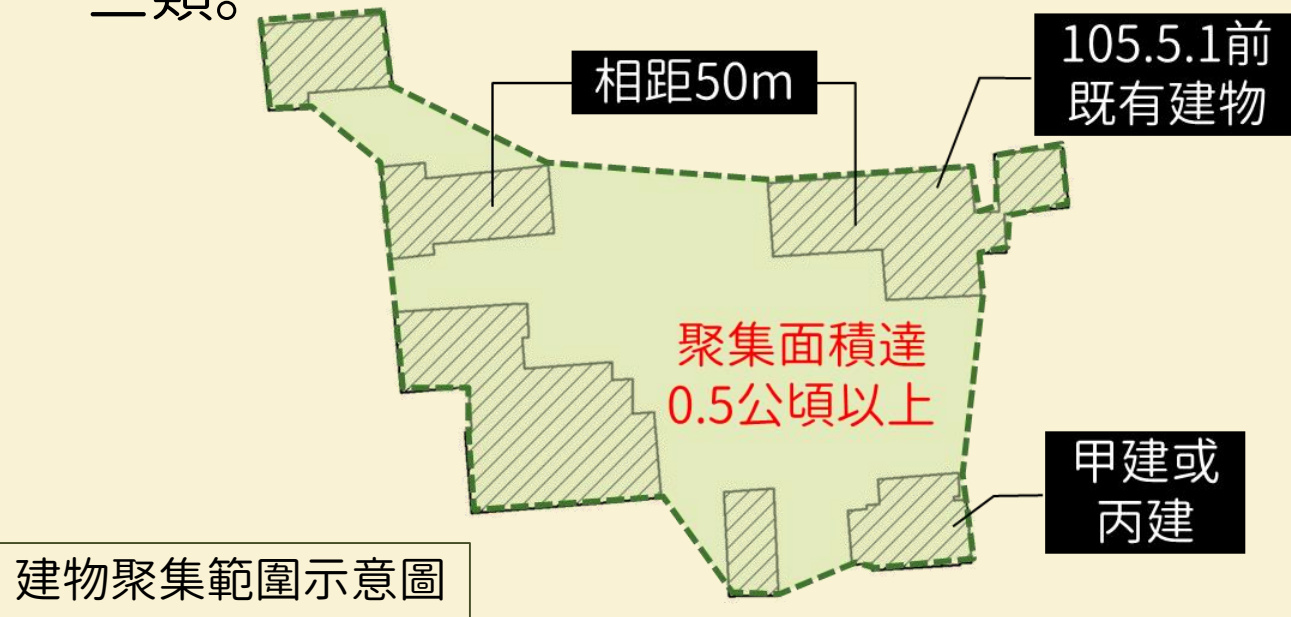 類。
相距50m
105.5.1前
既有建物
聚集面積達
0.5公頃以上
甲建或
丙建
建物聚集範圍示意圖